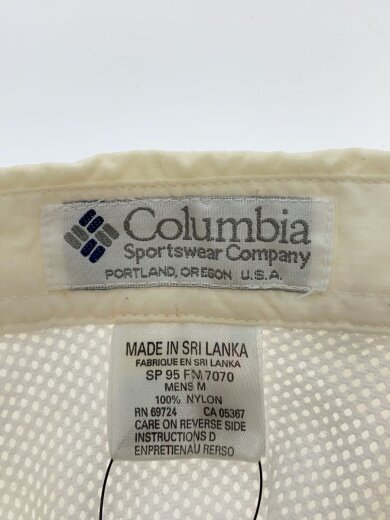 Columbia
Sportswear Company
PORTLAND, OREGON U.S.A.
MADE IN SRI LANKA
FABRIQUE EN SRI LANKA
SP 95 FM 7070
MENS M
100% NYLON
RN 69724 CA 05367
CARE ON REVERSE SIDE
INSTRUCTIONS D
ENPRETIENAU RERSO